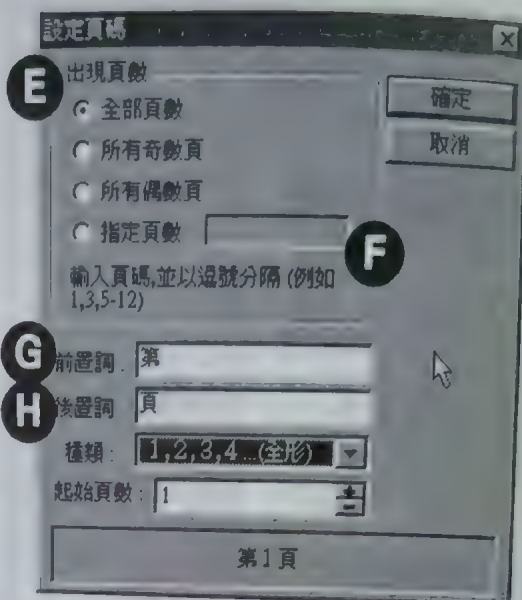 設定頁碼
E
出現頁數
全部頁數
所有奇數頁
所有偶數頁
指定頁數
F
輸入頁碼,並以逗號分隔 (例如
1,3,5-12)
確定
取消
G
前置詞 : 第
H
後置詞 頁
種類 : 1,2,3,4...(全形)
起始頁數 : 1
第1頁